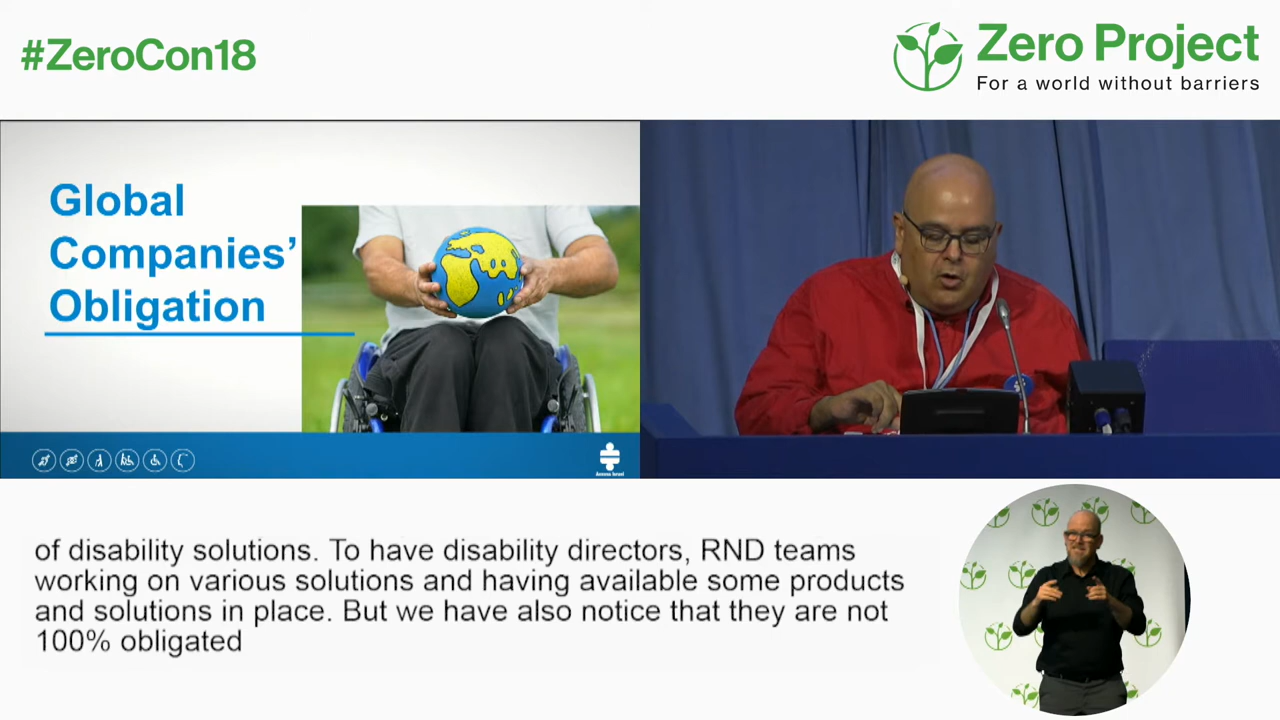 #ZeroCon18
Zero Project
For a world without barriers
Global
Companies’
Obligation
Access Israel
of disability solutions. To have disability directors, RND teams
working on various solutions and having available some products
and solutions in place. But we have also notice that they are not
100% obligated